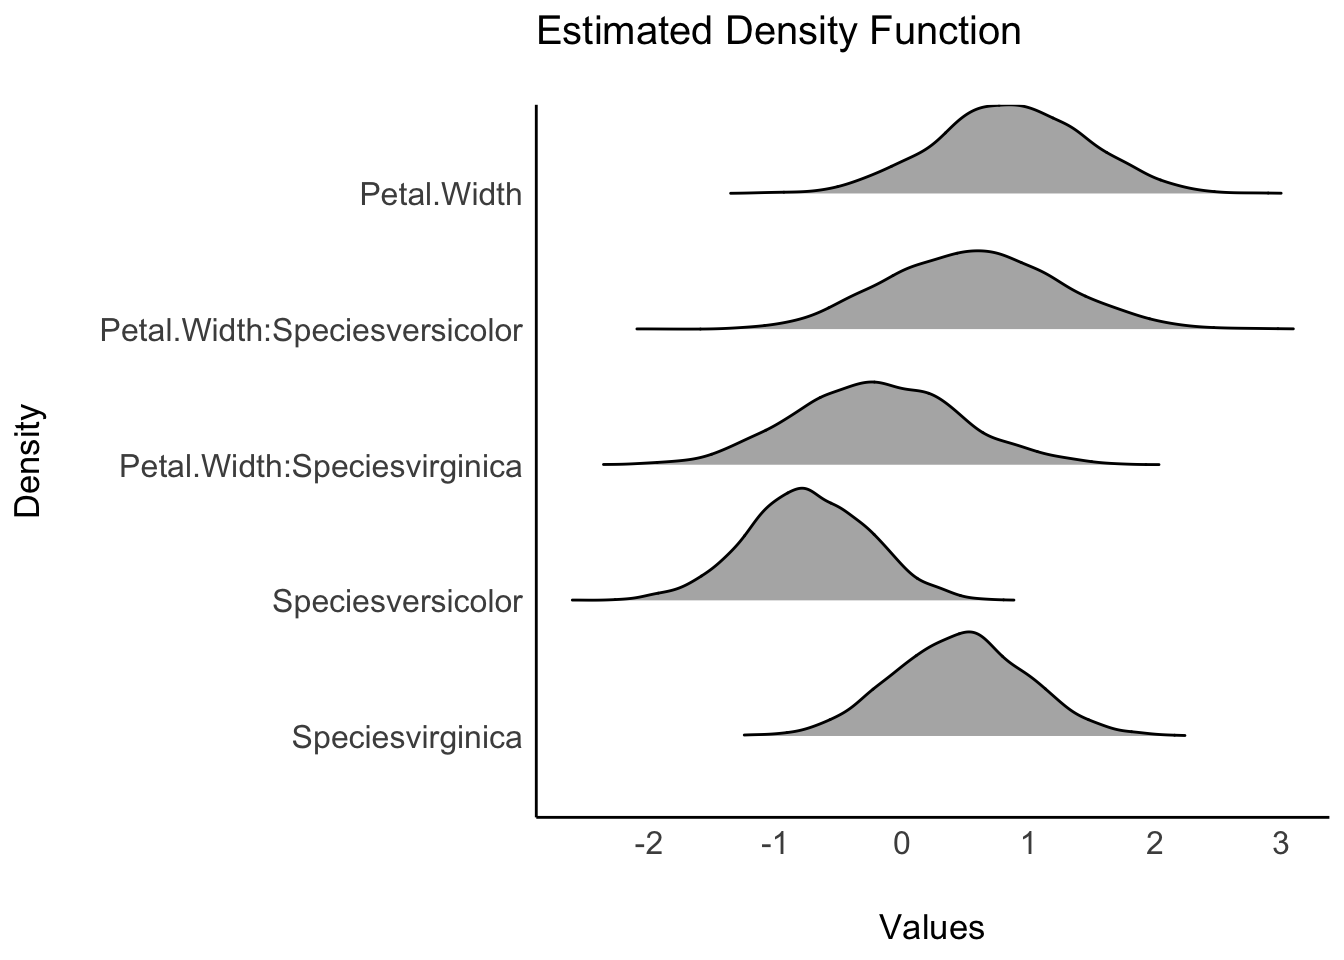 Estimated Density Function
Petal.Width
Petal.Width:Speciesversicolor
Petal.Width:Speciesvirginica
Speciesversicolor
Speciesvirginica
Density
-2 -1 0 1 2 3
Values